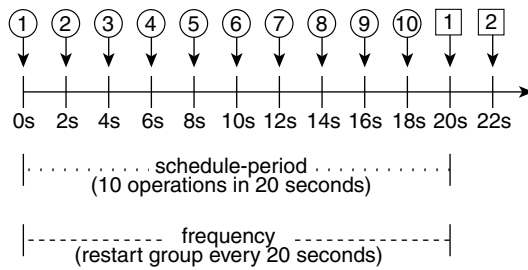 1 2 3 4 5 6 7 8 9 10 1 2
0s 2s 4s 6s 8s 10s 12s 14s 16s 18s 20s 22s
schedule-period
(10 operations in 20 seconds)
frequency
(restart group every 20 seconds)